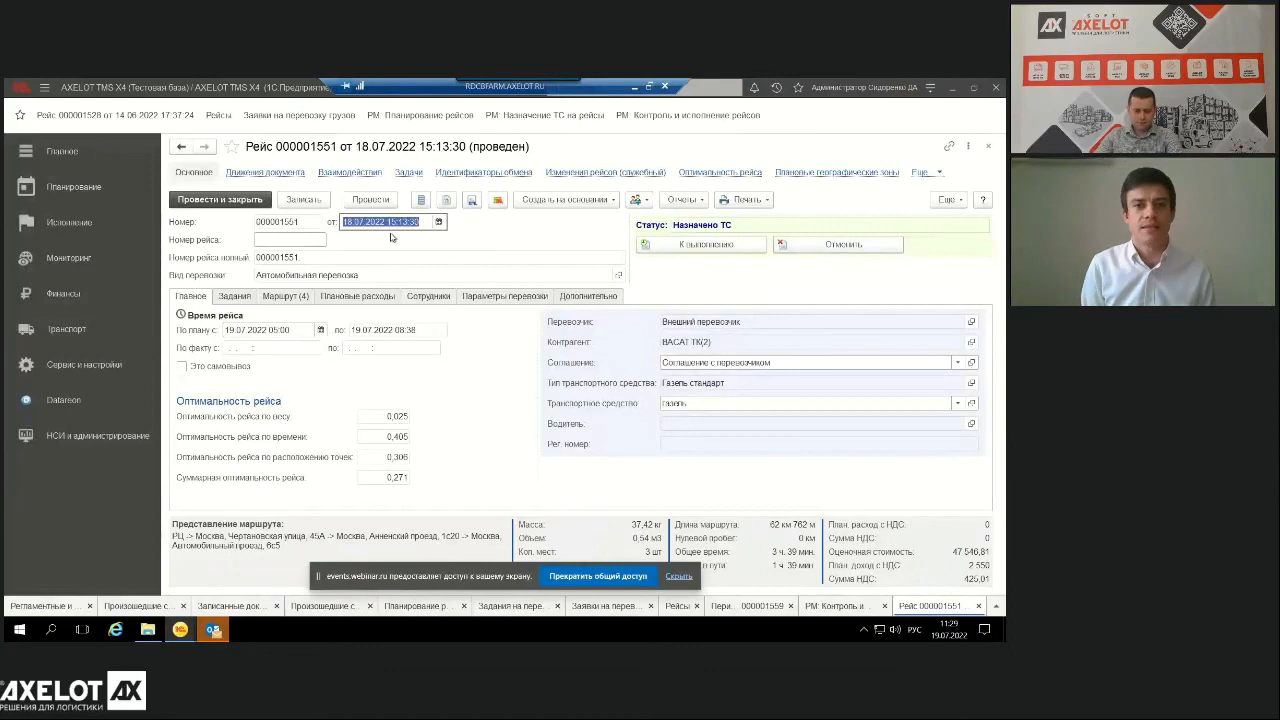 SOFT
AXELOT
РЕШЕНИЯ ДЛЯ ЛОГИСТИКИ
AXELOT TMS X4 (Тестовая база) / AXELOT TMS X4 (1С:Предприятие
RDCBFARM.AXELOT.RU
Администратор Сидоренко ДА
Рейс 000001528 от 14.06.2022 17:37:24
Рейсы
Заявки на перевозку грузов
РМ: Планирование рейсов
РМ: Назначение ТС на рейсы
РМ: Контроль и исполнение рейсов
Главное
Планирование
Исполнение
Мониторинг
Финансы
Транспорт
Сервис и настройки
Datareon
НСИ и администрирование
Рейс 000001551 от 18.07.2022 15:13:30 (проведен)
Основное
Движения документа
Взаимодействия
Задачи
Идентификаторы обмена
Изменения рейсов (служебный)
Оптимальность рейса
Плановые географические зоны
Еще...
Провести и закрыть
Записать
Провести
Создать на основании
Отчеты
Печать
Еще
?
Номер:
000001551
от:
18.07.2022 15:13:30
Номер рейса:
Номер рейса полный:
000001551.
Вид перевозки:
Автомобильная перевозка
Статус: Назначено ТС
К выполнению
Отменить
Главное
Задания
Маршрут (4)
Плановые расходы
Сотрудники
Параметры перевозки
Дополнительно
Время рейса
По плану с: 19.07.2022 05:00 по: 19.07.2022 08:38
По факту с: . . : по: . . :
Это самовывоз
Оптимальность рейса
Оптимальность рейса по весу: 0,025
Оптимальность рейса по времени: 0,405
Оптимальность рейса по расположению точек: 0,306
Суммарная оптимальность рейса: 0,271
Перевозчик: Внешний перевозчик
Контрагент: ВАСАТ ТК(2)
Соглашение: Соглашение с перевозчиком
Тип транспортного средства: Газель стандарт
Транспортное средство: газель
Водитель:
Рег. номер:
Представление маршрута:
РЦ -> Москва, Чертановская улица, 45А -> Москва, Анненский проезд, 1с20 -> Москва,
Автомобильный проезд, 6с5
Масса: 37,42 кг
Объем: 0,54 м3
Кол. мест: 3 шт
Длина маршрута: 62 км 762 м
Нулевой пробег: 0 км
Общее время: 3 ч. 39 мин.
в пути 1 ч. 39 мин.
План. расход с НДС: 0
Сумма НДС: 0
Оценочная стоимость: 47 546,81
План. доход с НДС: 2 550
Сумма НДС: 425,01
events.webinar.ru предоставляет доступ к вашему экрану.
Прекратить общий доступ
Скрыть
Регламентные и ...
Произошедшие с...
Записанные док...
Произошедшие с...
Планирование р...
Задания на пере...
Заявки на перев...
Рейсы
Пери... 000001559
РМ: Контроль и...
Рейс 000001551 ...
РУС
11:29
19.07.2022
AXELOT
РЕШЕНИЯ ДЛЯ ЛОГИСТИКИ